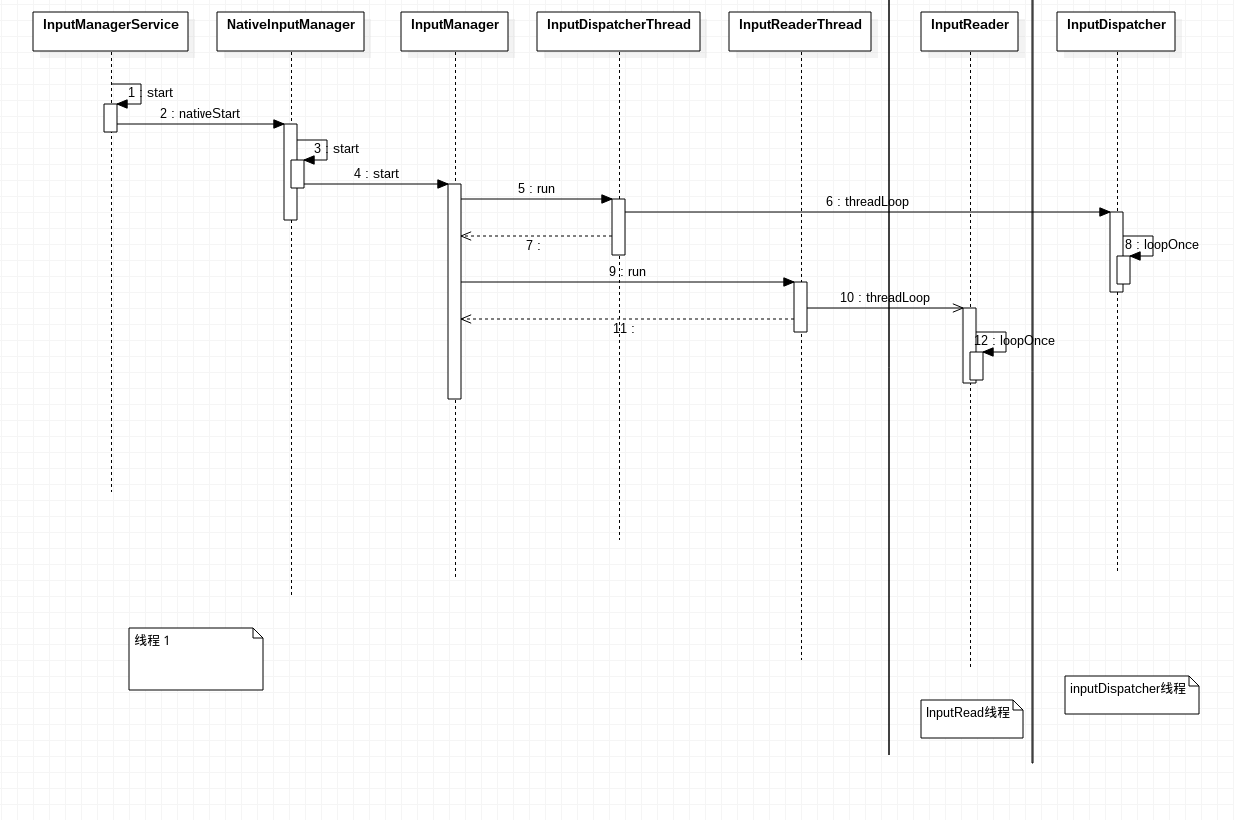 InputManagerService
NativeInputManager
InputManager
InputDispatcherThread
InputReaderThread
InputReader
InputDispatcher
1 : start
2 : nativeStart
3 : start
4 : start
5 : run
6 : threadLoop
7 :
8 : loopOnce
9 : run
10 : threadLoop
11 :
12 : loopOnce
线程 1
InputRead线程
inputDispatcher线程